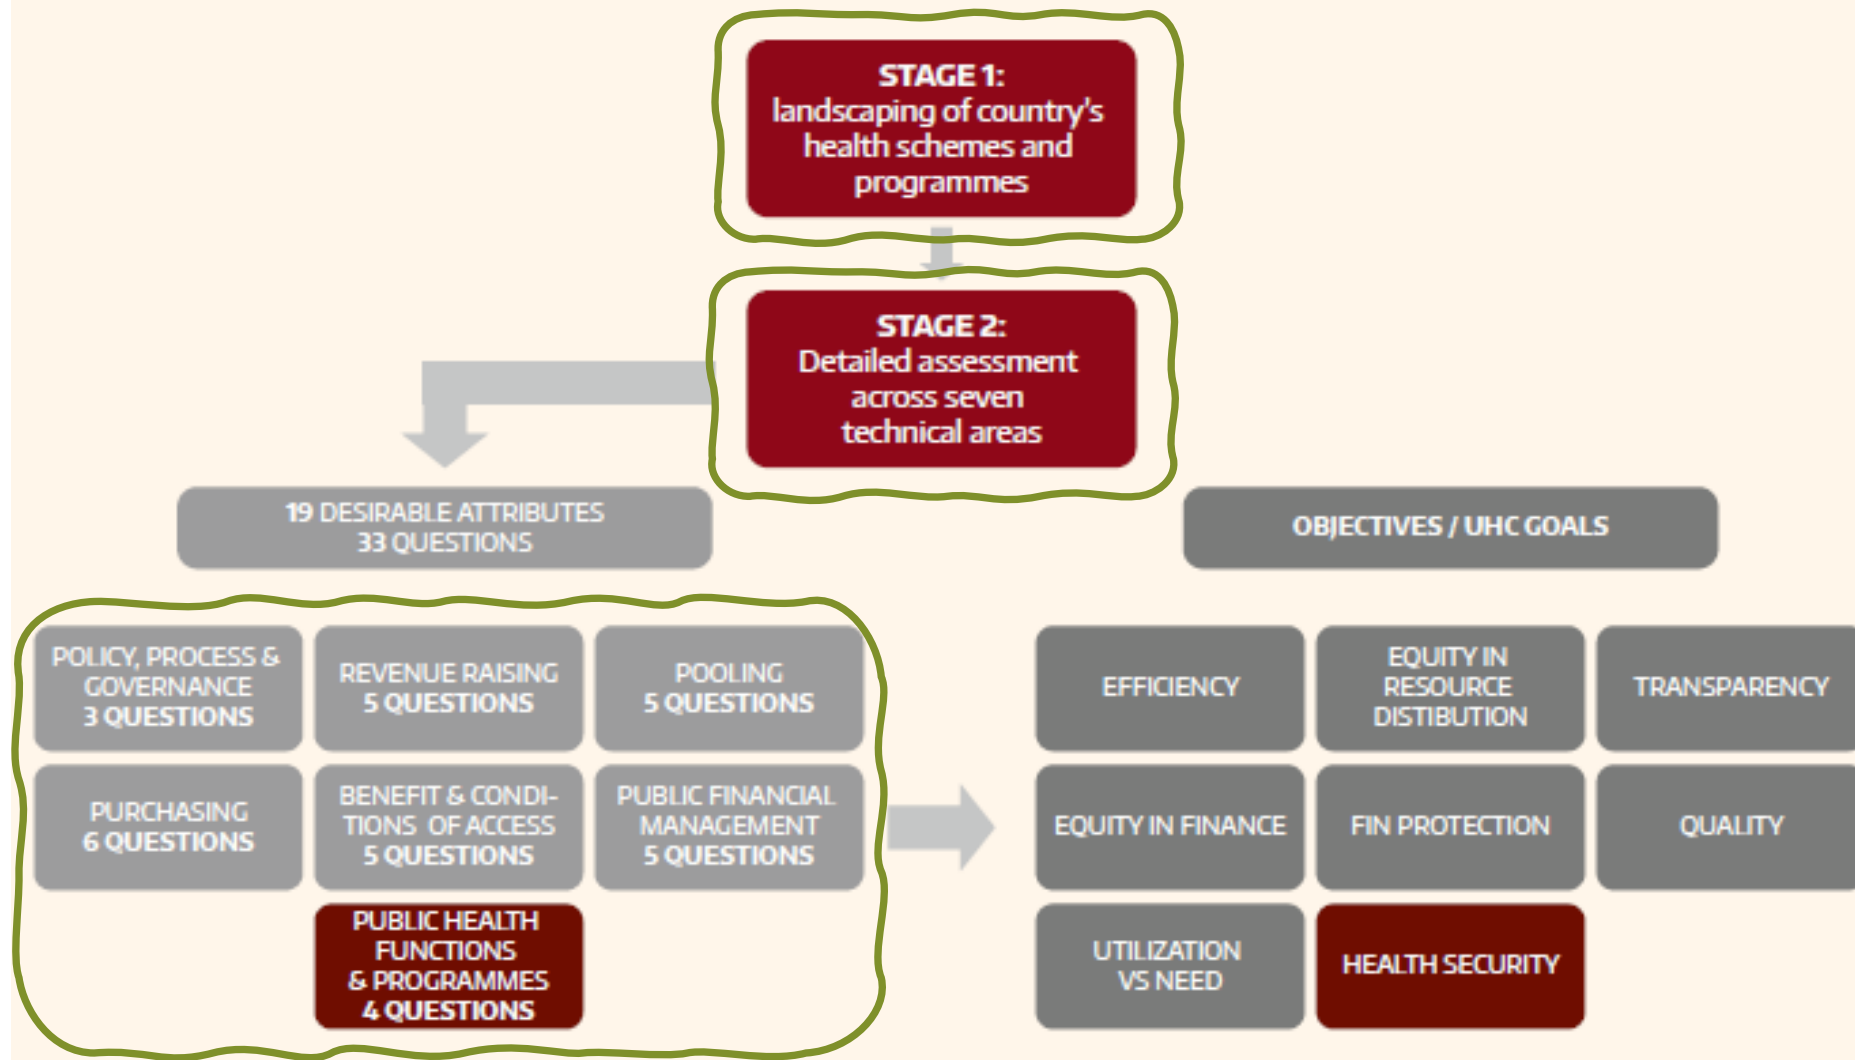 STAGE 1:
landscaping of country's
health schemes and
programmes
STAGE 2:
Detailed assessment
across seven
technical areas
19 DESIRABLE ATTRIBUTES
33 QUESTIONS
OBJECTIVES / UHC GOALS
POLICY, PROCESS &
GOVERNANCE
3 QUESTIONS
REVENUE RAISING
5 QUESTIONS
POOLING
5 QUESTIONS
PURCHASING
6 QUESTIONS
BENEFIT & CONDI-
TIONS OF ACCESS
5 QUESTIONS
PUBLIC FINANCIAL
MANAGEMENT
5 QUESTIONS
PUBLIC HEALTH
FUNCTIONS
& PROGRAMMES
4 QUESTIONS
EFFICIENCY
EQUITY IN
RESOURCE
DISTIBUTION
TRANSPARENCY
EQUITY IN FINANCE
FIN PROTECTION
QUALITY
UTILIZATION
VS NEED
HEALTH SECURITY